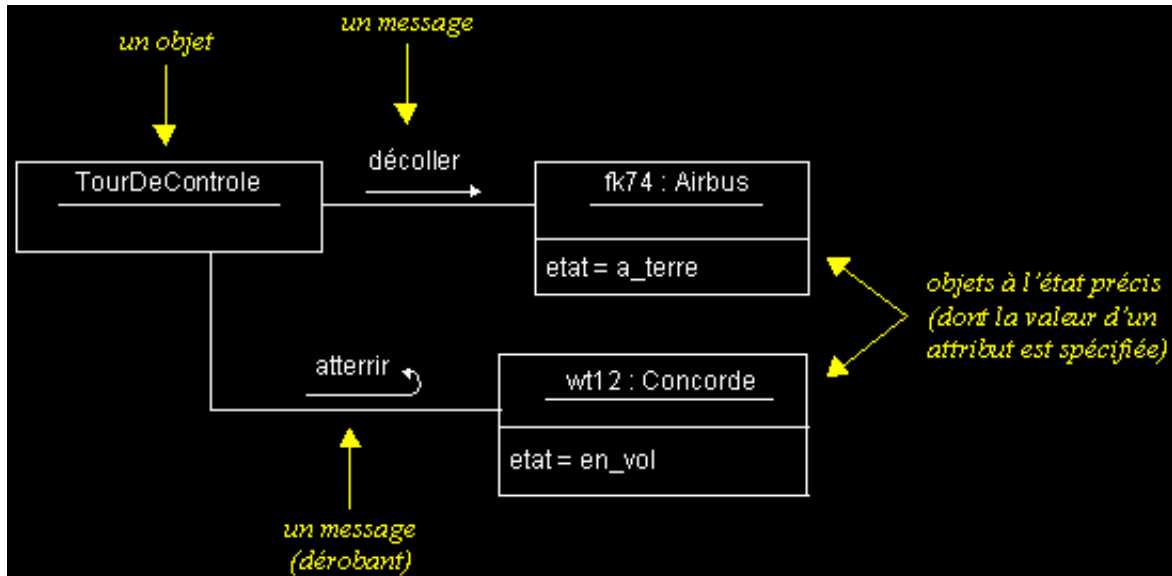 un message
un objet
décoller
TourDeControle
fk74 : Airbus
etat = a_terre
objets à l'état précis
(dont la valeur d'un
attribut est spécifiée)
atterrir
wt12 : Concorde
etat = en_vol
un message
(dérobant)